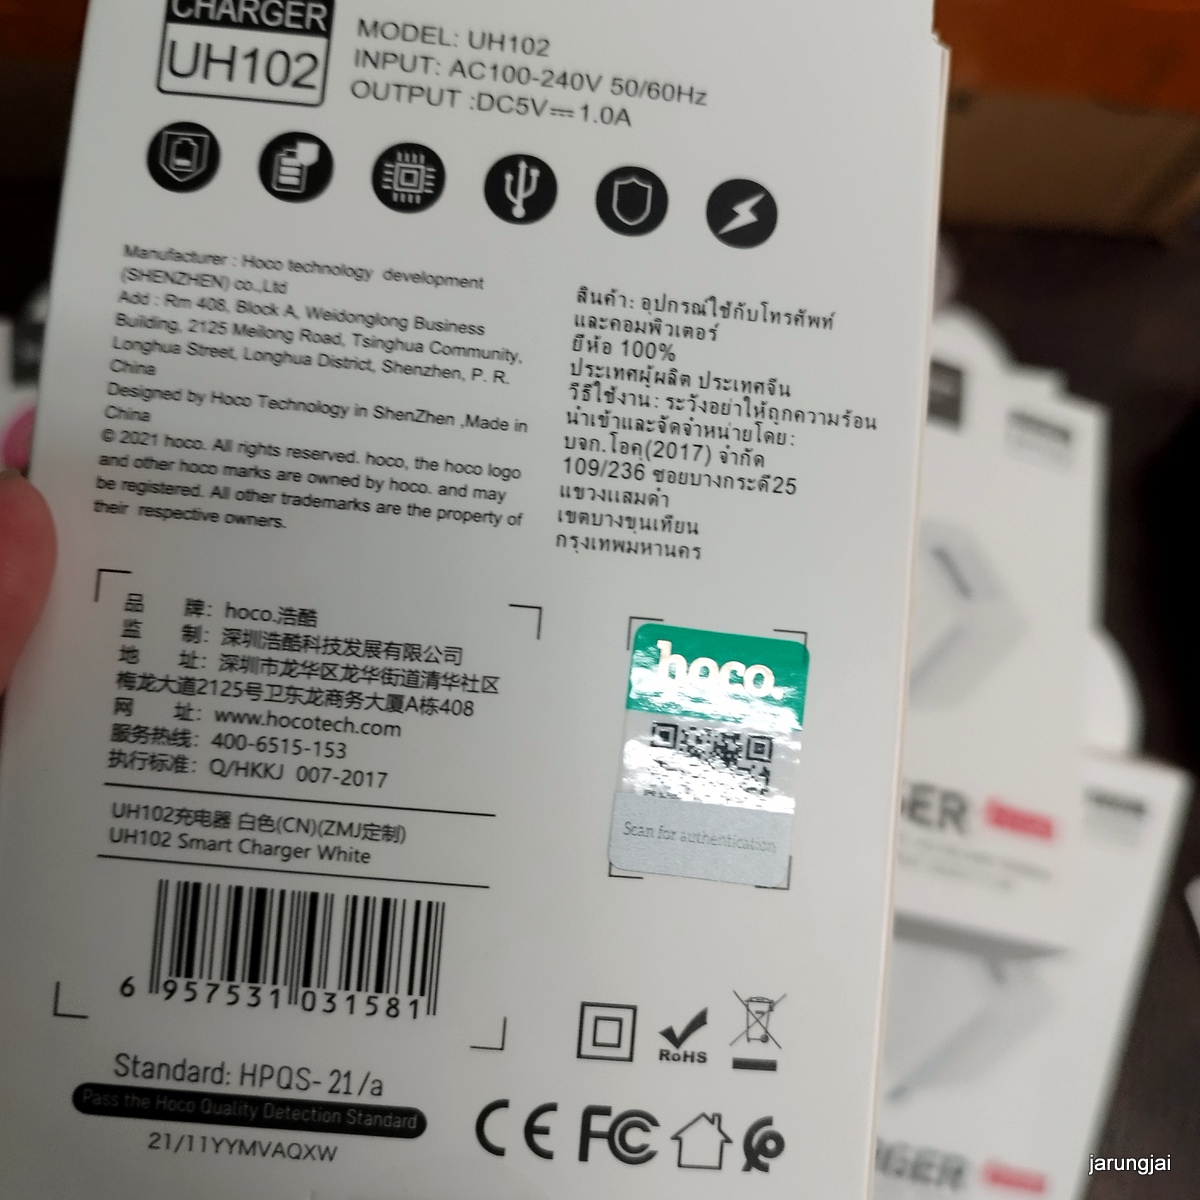 CHARGER
UH102
MODEL: UH102
INPUT: AC100-240V 50/60Hz
OUTPUT :DC5V⎓1.0A
Manufacturer : Hoco technology development
(SHENZHEN) co.,Ltd
Add : Rm 408, Block A, Weidonglong Business
Building, 2125 Meilong Road, Tsinghua Community,
Longhua Street, Longhua District, Shenzhen, P. R.
China
Designed by Hoco Technology in ShenZhen ,Made in
China
© 2021 hoco. All rights reserved. hoco, the hoco logo
and other hoco marks are owned by hoco. and may
be registered. All other trademarks are the property of
their respective owners.
สินค้า: อุปกรณ์ใช้กับโทรศัพท์
และคอมพิวเตอร์
ยี่ห้อ 100%
ประเทศผู้ผลิต ประเทศจีน
วิธีใช้งาน: ระวังอย่าให้ถูกความร้อน
นำเข้าและจัดจำหน่ายโดย:
บจก.โอคุ(2017) จำกัด
109/236 ซอยบางกระดี่25
แขวงแสมดำ
เขตบางขุนเทียน
กรุงเทพมหานคร
品 牌: hoco.浩酷
监 制: 深圳浩酷科技发展有限公司
地 址: 深圳市龙华区龙华街道清华社区
梅龙大道2125号卫东龙商务大厦A栋408
网 址: www.hocotech.com
服务热线: 400-6515-153
执行标准: Q/HKKJ 007-2017
UH102充电器 白色(CN)(ZMJ定制)
UH102 Smart Charger White
6 957531 031581
hoco.
Scan for authentication
RoHS
Standard: HPQS-21/a
Pass the Hoco Quality Detection Standard
21/11YYMVAQXW
CE FC
GER
RGER
jarungjai